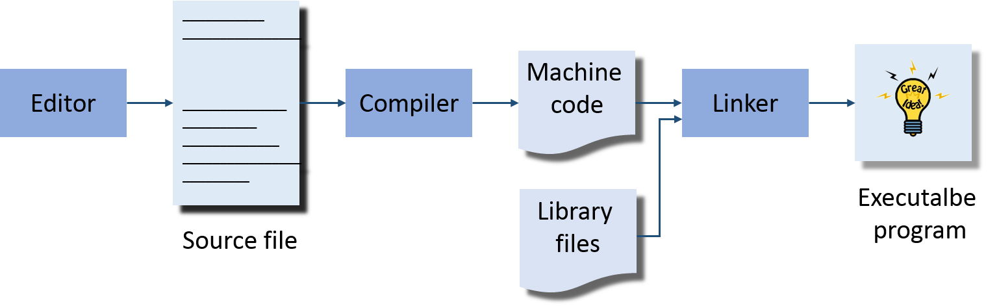 Editor
Source file
Compiler
Machine
code
Library
files
Linker
Great
Idea!
Executalbe
program